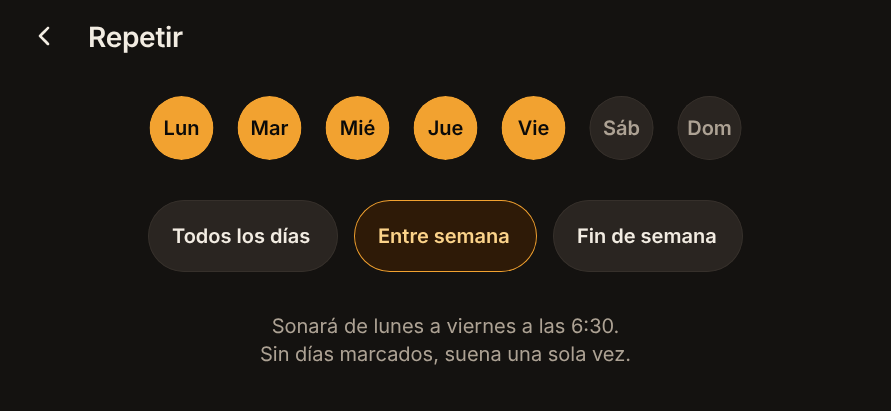 Repetir
Lun Mar Mié Jue Vie Sáb Dom
Todos los días Entre semana Fin de semana
Sonará de lunes a viernes a las 6:30.
Sin días marcados, suena una sola vez.